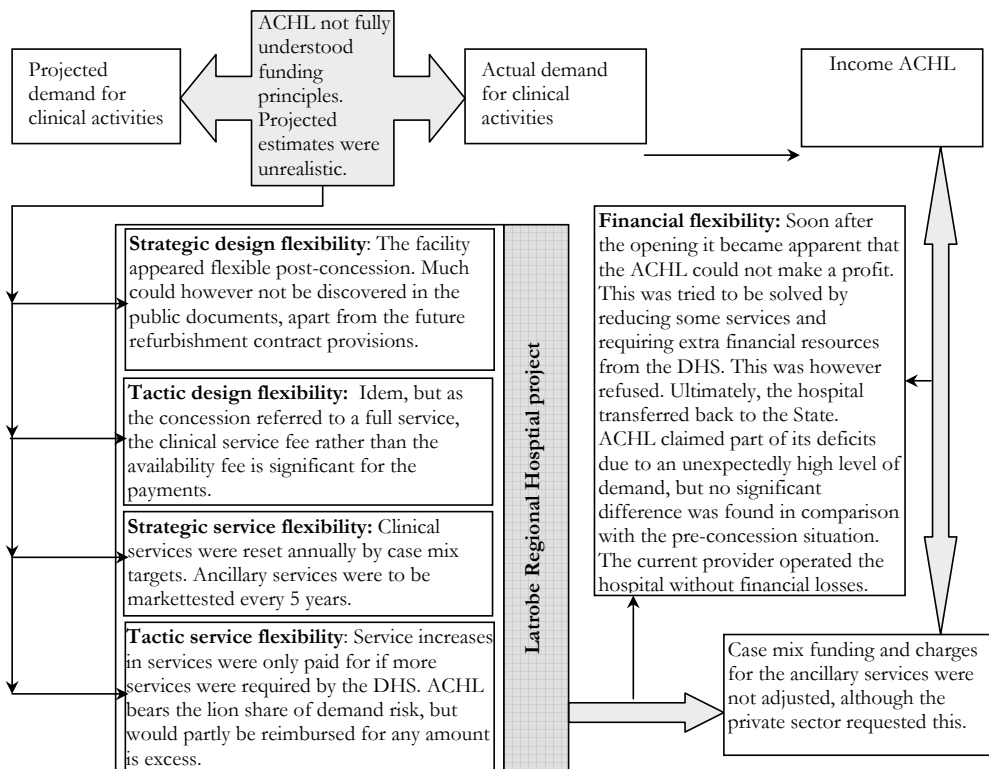 Projected
demand for
clinical activities
ACHL not fully
understood
funding
principles.
Projected
estimates were
unrealistic.
Actual demand
for clinical
activities
Income ACHL
Strategic design flexibility: The facility
appeared flexible post-concession. Much
could however not be discovered in the
public documents, apart from the future
refurbishment contract provisions.
Tactic design flexibility: Idem, but as
the concession referred to a full service,
the clinical service fee rather than the
availability fee is significant for the
payments.
Strategic service flexibility: Clinical
services were reset annually by case mix
targets. Ancillary services were to be
markettested every 5 years.
Tactic service flexibility: Service increases
in services were only paid for if more
services were required by the DHS. ACHL
bears the lion share of demand risk, but
would partly be reimbursed for any amount
is excess.
Latrobe Regional Hosptial project
Financial flexibility: Soon after
the opening it became apparent that
the ACHL could not make a profit.
This was tried to be solved by
reducing some services and
requiring extra financial resources
from the DHS. This was however
refused. Ultimately, the hospital
transferred back to the State.
ACHL claimed part of its deficits
due to an unexpectedly high level of
demand, but no significant
difference was found in comparison
with the pre-concession situation.
The current provider operated the
hospital without financial losses.
Case mix funding and charges
for the ancillary services were
not adjusted, although the
private sector requested this.